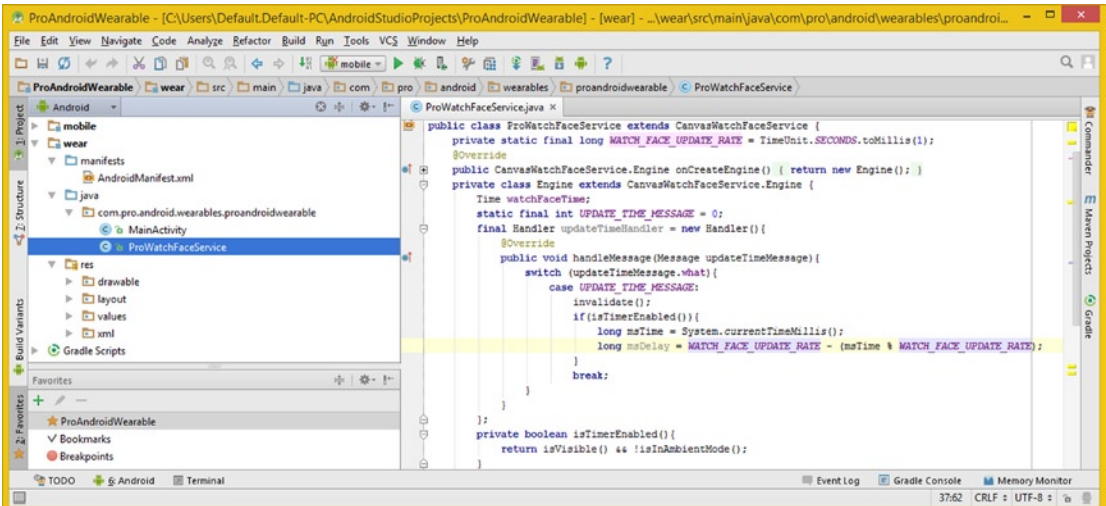 ProAndroidWearable - [C:\Users\Default.Default-PC\AndroidStudioProjects\ProAndroidWearable] - [wear] - ...\wear\src\main\java\com\pro\android\wearables\proandroi...
File Edit View Navigate Code Analyze Refactor Build Run Tools VCS Window Help
mobile
ProAndroidWearable wear src main java com pro android wearables proandroidwearable ProWatchFaceService
1: Project
Z: Structure
Build Variants
2: Favorites
Android
mobile
wear
manifests
AndroidManifest.xml
java
com.pro.android.wearables.proandroidwearable
MainActivity
ProWatchFaceService
res
drawable
layout
values
xml
Gradle Scripts
Favorites
ProAndroidWearable
Bookmarks
Breakpoints
ProWatchFaceService.java
public class ProWatchFaceService extends CanvasWatchFaceService {
private static final long WATCH_FACE_UPDATE_RATE = TimeUnit.SECONDS.toMillis(1);
@Override
public CanvasWatchFaceService.Engine onCreateEngine() { return new Engine(); }
private class Engine extends CanvasWatchFaceService.Engine {
Time watchFaceTime;
static final int UPDATE_TIME_MESSAGE = 0;
final Handler updateTimeHandler = new Handler(){
@Override
public void handleMessage(Message updateTimeMessage){
switch (updateTimeMessage.what){
case UPDATE_TIME_MESSAGE:
invalidate();
if(isTimerEnabled()){
long msTime = System.currentTimeMillis();
long msDelay = WATCH_FACE_UPDATE_RATE - (msTime % WATCH_FACE_UPDATE_RATE);
}
break;
}
}
};
private boolean isTimerEnabled(){
return isVisible() && !isInAmbientMode();
}
Commander
Maven Projects
Gradle
TODO 6: Android Terminal Event Log Gradle Console Memory Monitor
37:62 CRLF UTF-8